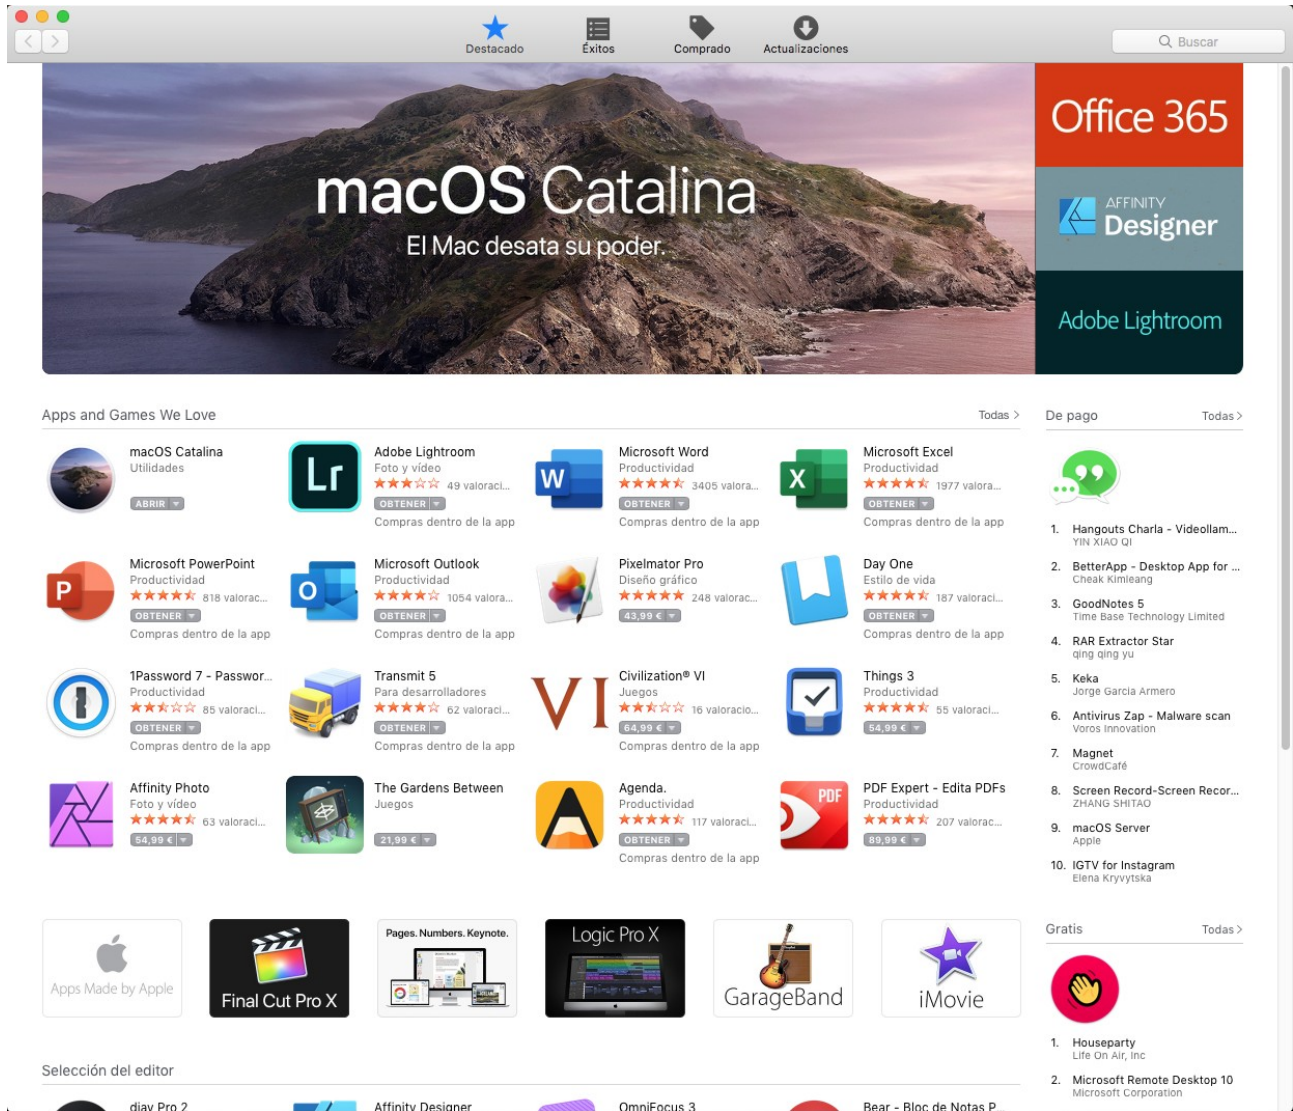 Destacado
Éxitos
Comprado
Actualizaciones
Buscar
macOS Catalina
El Mac desata su poder.
Office 365
AFFINITY
Designer
Adobe Lightroom
Apps and Games We Love
Todas >
macOS Catalina
Utilidades
ABRIR
Adobe Lightroom
Foto y vídeo
49 valoraci...
OBTENER
Compras dentro de la app
Microsoft Word
Productividad
3405 valora...
OBTENER
Compras dentro de la app
Microsoft Excel
Productividad
1977 valora...
OBTENER
Compras dentro de la app
Microsoft PowerPoint
Productividad
818 valorac...
OBTENER
Compras dentro de la app
Microsoft Outlook
Productividad
1054 valora...
OBTENER
Compras dentro de la app
Pixelmator Pro
Diseño gráfico
248 valorac...
43,99 €
Day One
Estilo de vida
187 valoraci...
OBTENER
Compras dentro de la app
1Password 7 - Passwor...
Productividad
85 valoraci...
OBTENER
Compras dentro de la app
Transmit 5
Para desarrolladores
62 valoraci...
OBTENER
Compras dentro de la app
VI
Civilization® VI
Juegos
16 valoracio...
64,99 €
Things 3
Productividad
55 valoraci...
54,99 €
Affinity Photo
Foto y vídeo
63 valoraci...
54,99 €
The Gardens Between
Juegos
21,99 €
Agenda.
Productividad
117 valoraci...
OBTENER
Compras dentro de la app
PDF
PDF Expert - Edita PDFs
Productividad
207 valorac...
89,99 €
Lr
W
X
P
O
Apps Made by Apple
Final Cut Pro X
Pages. Numbers. Keynote.
Logic Pro X
GarageBand
iMovie
Selección del editor
djay Pro 2
Affinity Designer
OmniFocus 3
Bear - Bloc de Notas P...
De pago
Todas >
1. Hangouts Charla - Videollam...
YIN XIAO QI
2. BetterApp - Desktop App for ...
Cheak Kimleang
3. GoodNotes 5
Time Base Technology Limited
4. RAR Extractor Star
qing qing yu
5. Keka
Jorge Garcia Armero
6. Antivirus Zap - Malware scan
Voros Innovation
7. Magnet
CrowdCafé
8. Screen Record-Screen Recor...
ZHANG SHITAO
9. macOS Server
Apple
10. IGTV for Instagram
Elena Kryvytska
Gratis
Todas >
1. Houseparty
Life On Air, Inc
2. Microsoft Remote Desktop 10
Microsoft Corporation